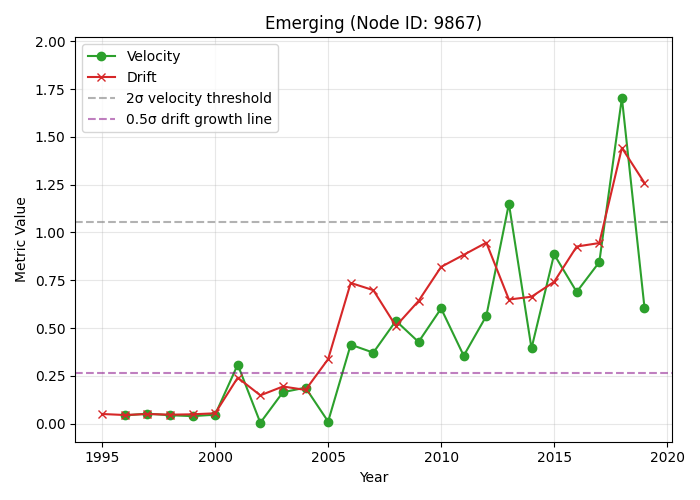 Emerging (Node ID: 9867)
Velocity
Drift
2σ velocity threshold
0.5σ drift growth line
Metric Value
2.00
1.75
1.50
1.25
1.00
0.75
0.50
0.25
0.00
1995
2000
2005
2010
2015
2020
Year